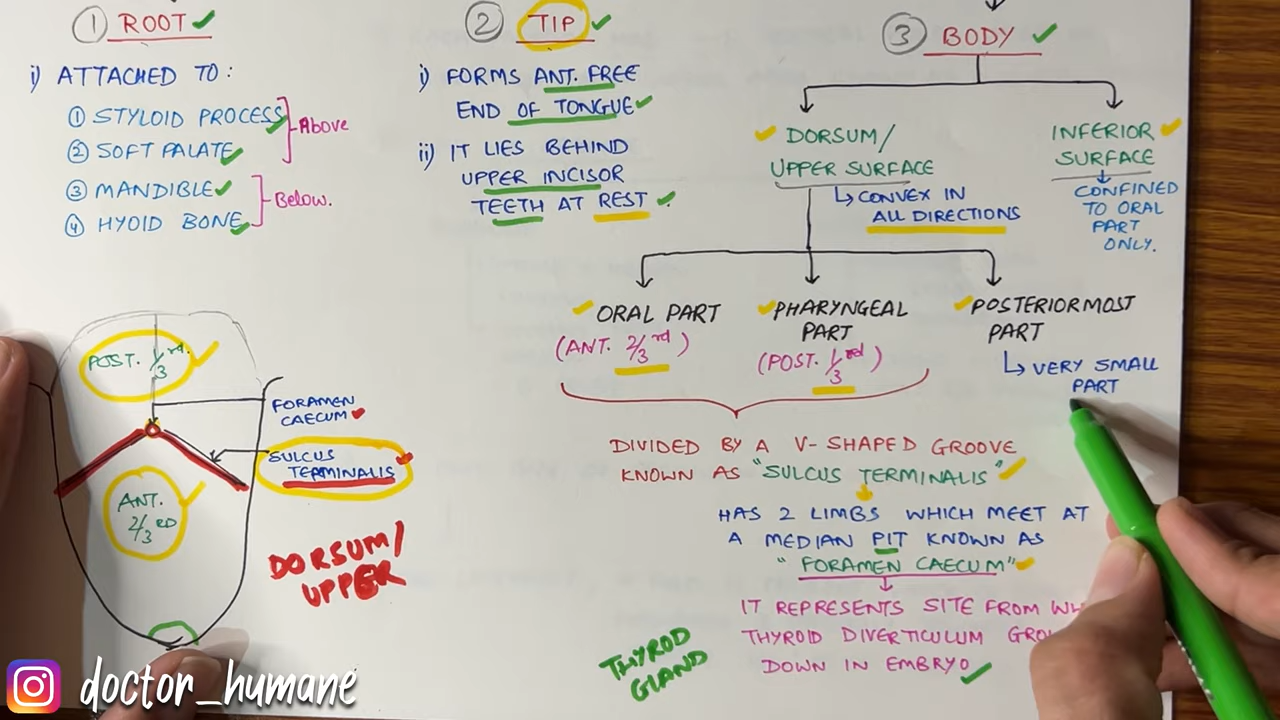 ① ROOT
i) ATTACHED TO:
① STYLOID PROCESS
② SOFT PALATE
Above
③ MANDIBLE
④ HYOID BONE
Below.
② TIP
i) FORMS ANT. FREE
END OF TONGUE
ii) IT LIES BEHIND
UPPER INCISOR
TEETH AT REST
③ BODY
DORSUM/
UPPER SURFACE
CONVEX IN
ALL DIRECTIONS
INFERIOR
SURFACE
CONFINED
TO ORAL
PART
ONLY.
ORAL PART
(ANT. 2/3rd)
PHARYNGEAL
PART
(POST. 1/3rd)
POSTERIORMOST
PART
VERY SMALL
PART
DIVIDED BY A V-SHAPED GROOVE
KNOWN AS "SULCUS TERMINALIS"
HAS 2 LIMBS WHICH MEET AT
A MEDIAN PIT KNOWN AS
"FORAMEN CAECUM"
IT REPRESENTS SITE FROM
THYROID DIVERTICULUM
DOWN IN EMBRYO
THYROD
GLAND
POST. 1/3rd.
FORAMEN
CAECUM
SULCUS
TERMINALIS
ANT.
2/3 RD
DORSUM/
UPPER
doctor_humane